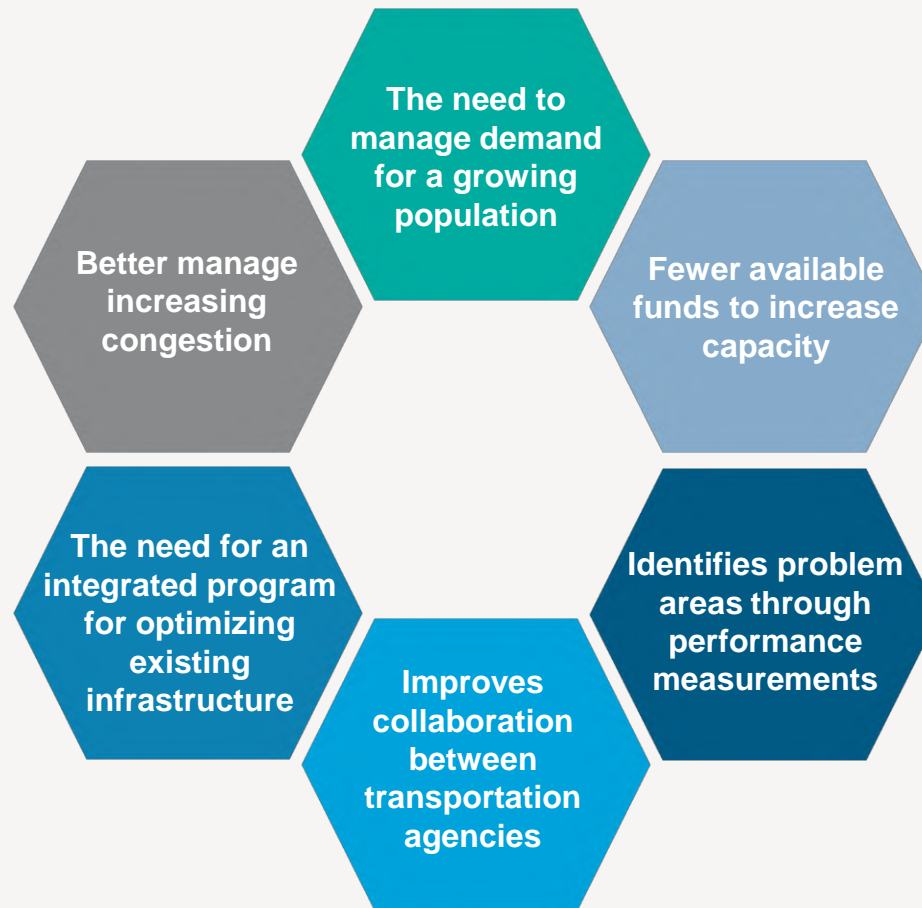 The need to
manage demand
for a growing
population
Fewer available
funds to increase
capacity
Identifies problem
areas through
performance
measurements
Improves
collaboration
between
transportation
agencies
The need for an
integrated program
for optimizing
existing
infrastructure
Better manage
increasing
congestion